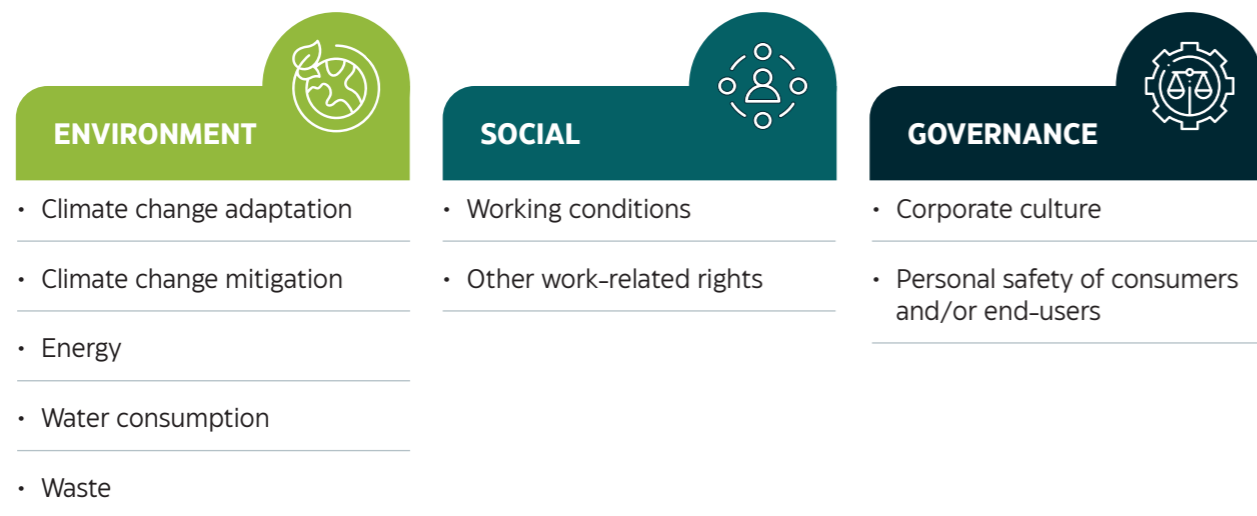 ENVIRONMENT
• Climate change adaptation
• Climate change mitigation
• Energy
• Water consumption
• Waste
SOCIAL
• Working conditions
• Other work-related rights
GOVERNANCE
• Corporate culture
• Personal safety of consumers
and/or end-users